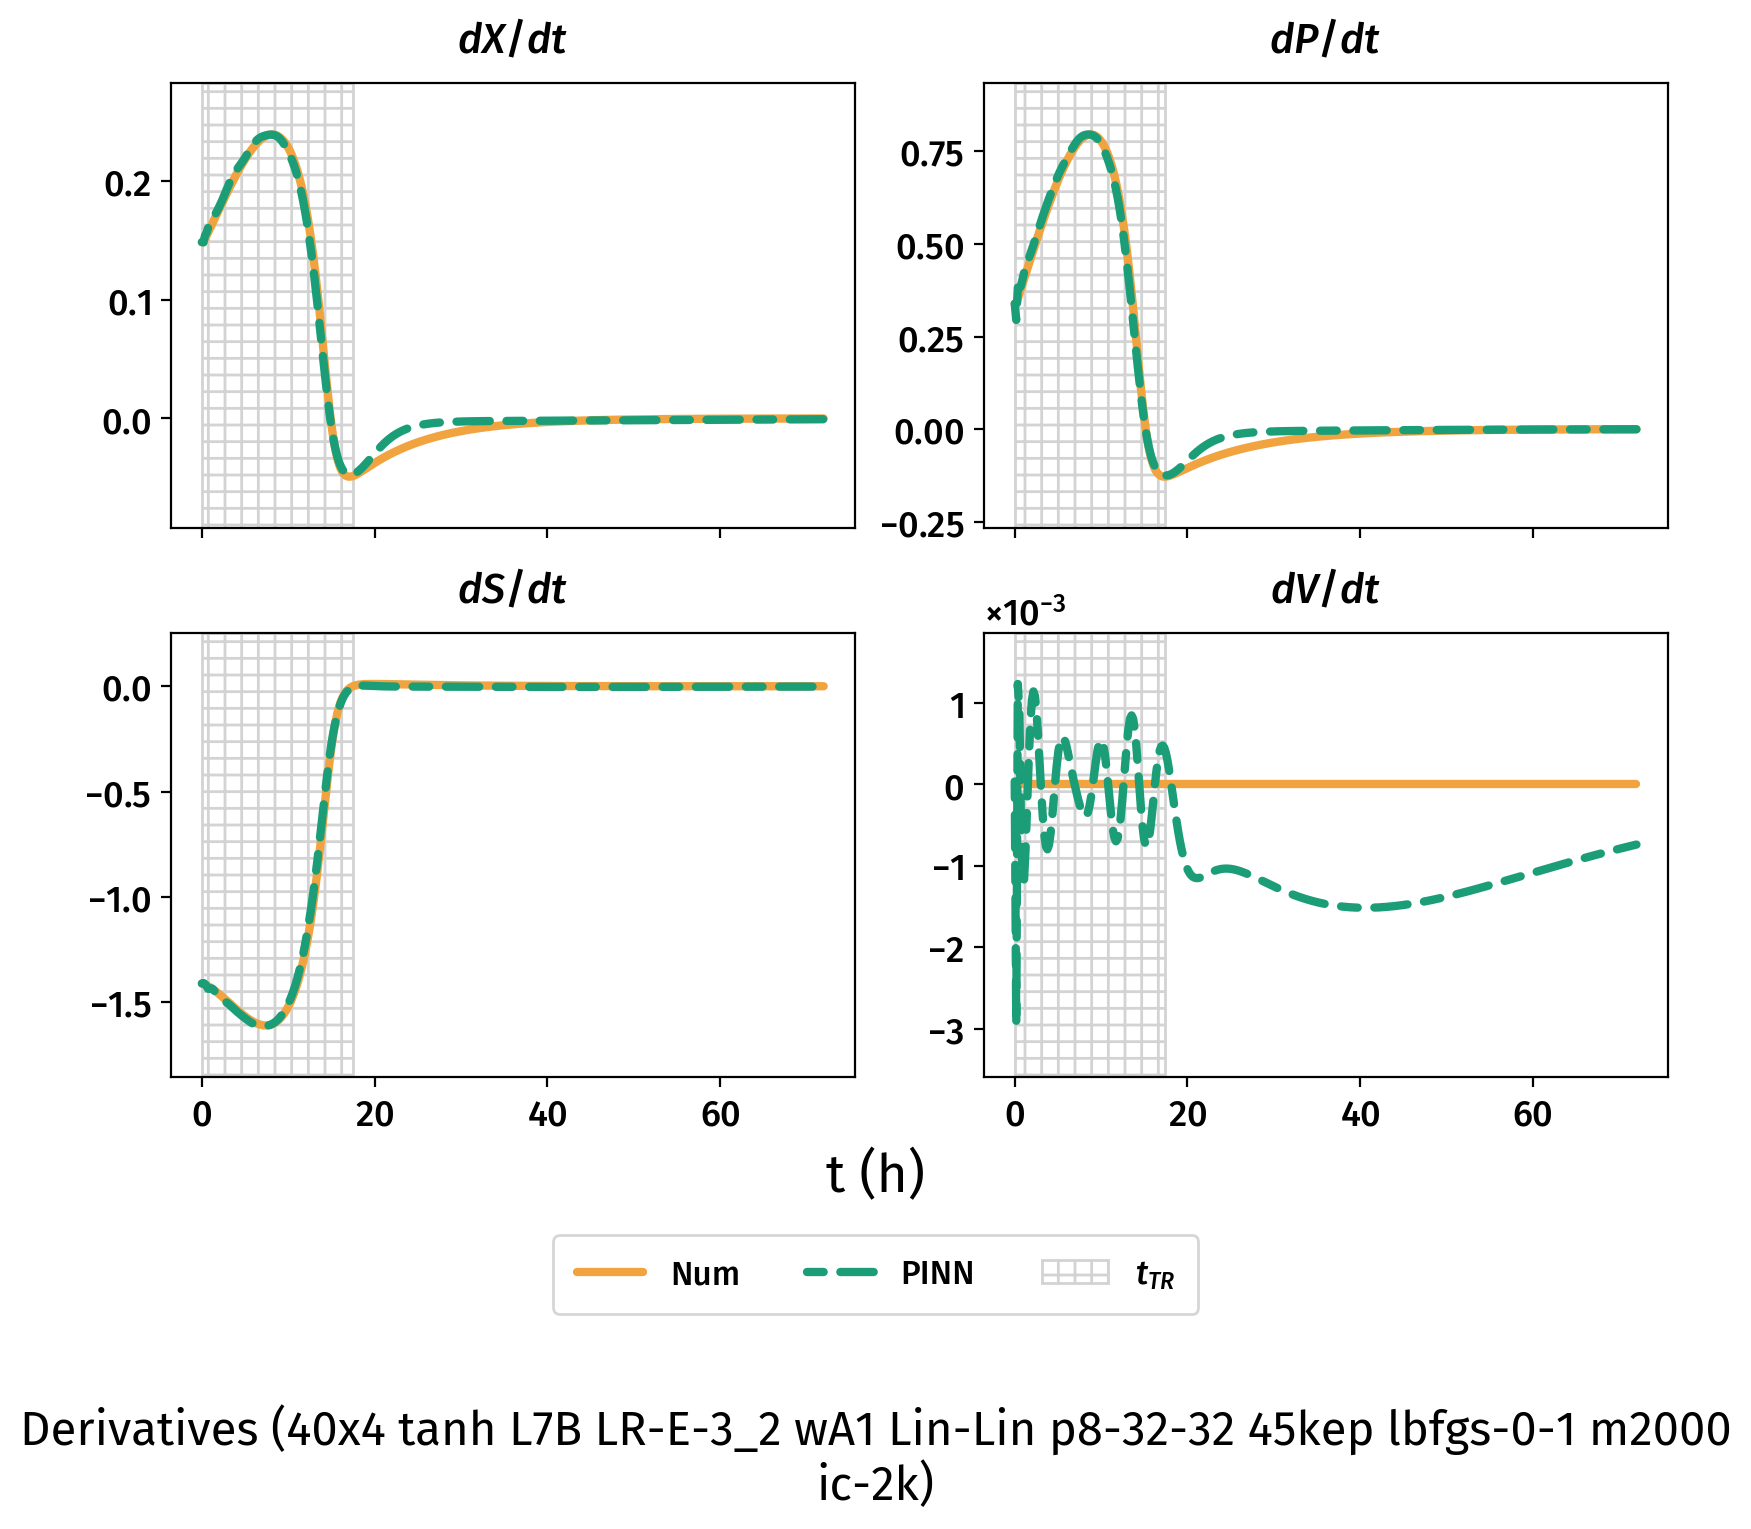 dX/dt
dP/dt
0.2
0.1
0.0
0.75
0.50
0.25
0.00
−0.25
dS/dt
dV/dt
×10⁻³
0.0
−0.5
−1.0
−1.5
1
0
−1
−2
−3
0 20 40 60
0 20 40 60
t (h)
Num PINN t_TR
Derivatives (40x4 tanh L7B LR-E-3_2 wA1 Lin-Lin p8-32-32 45kep lbfgs-0-1 m2000
ic-2k)